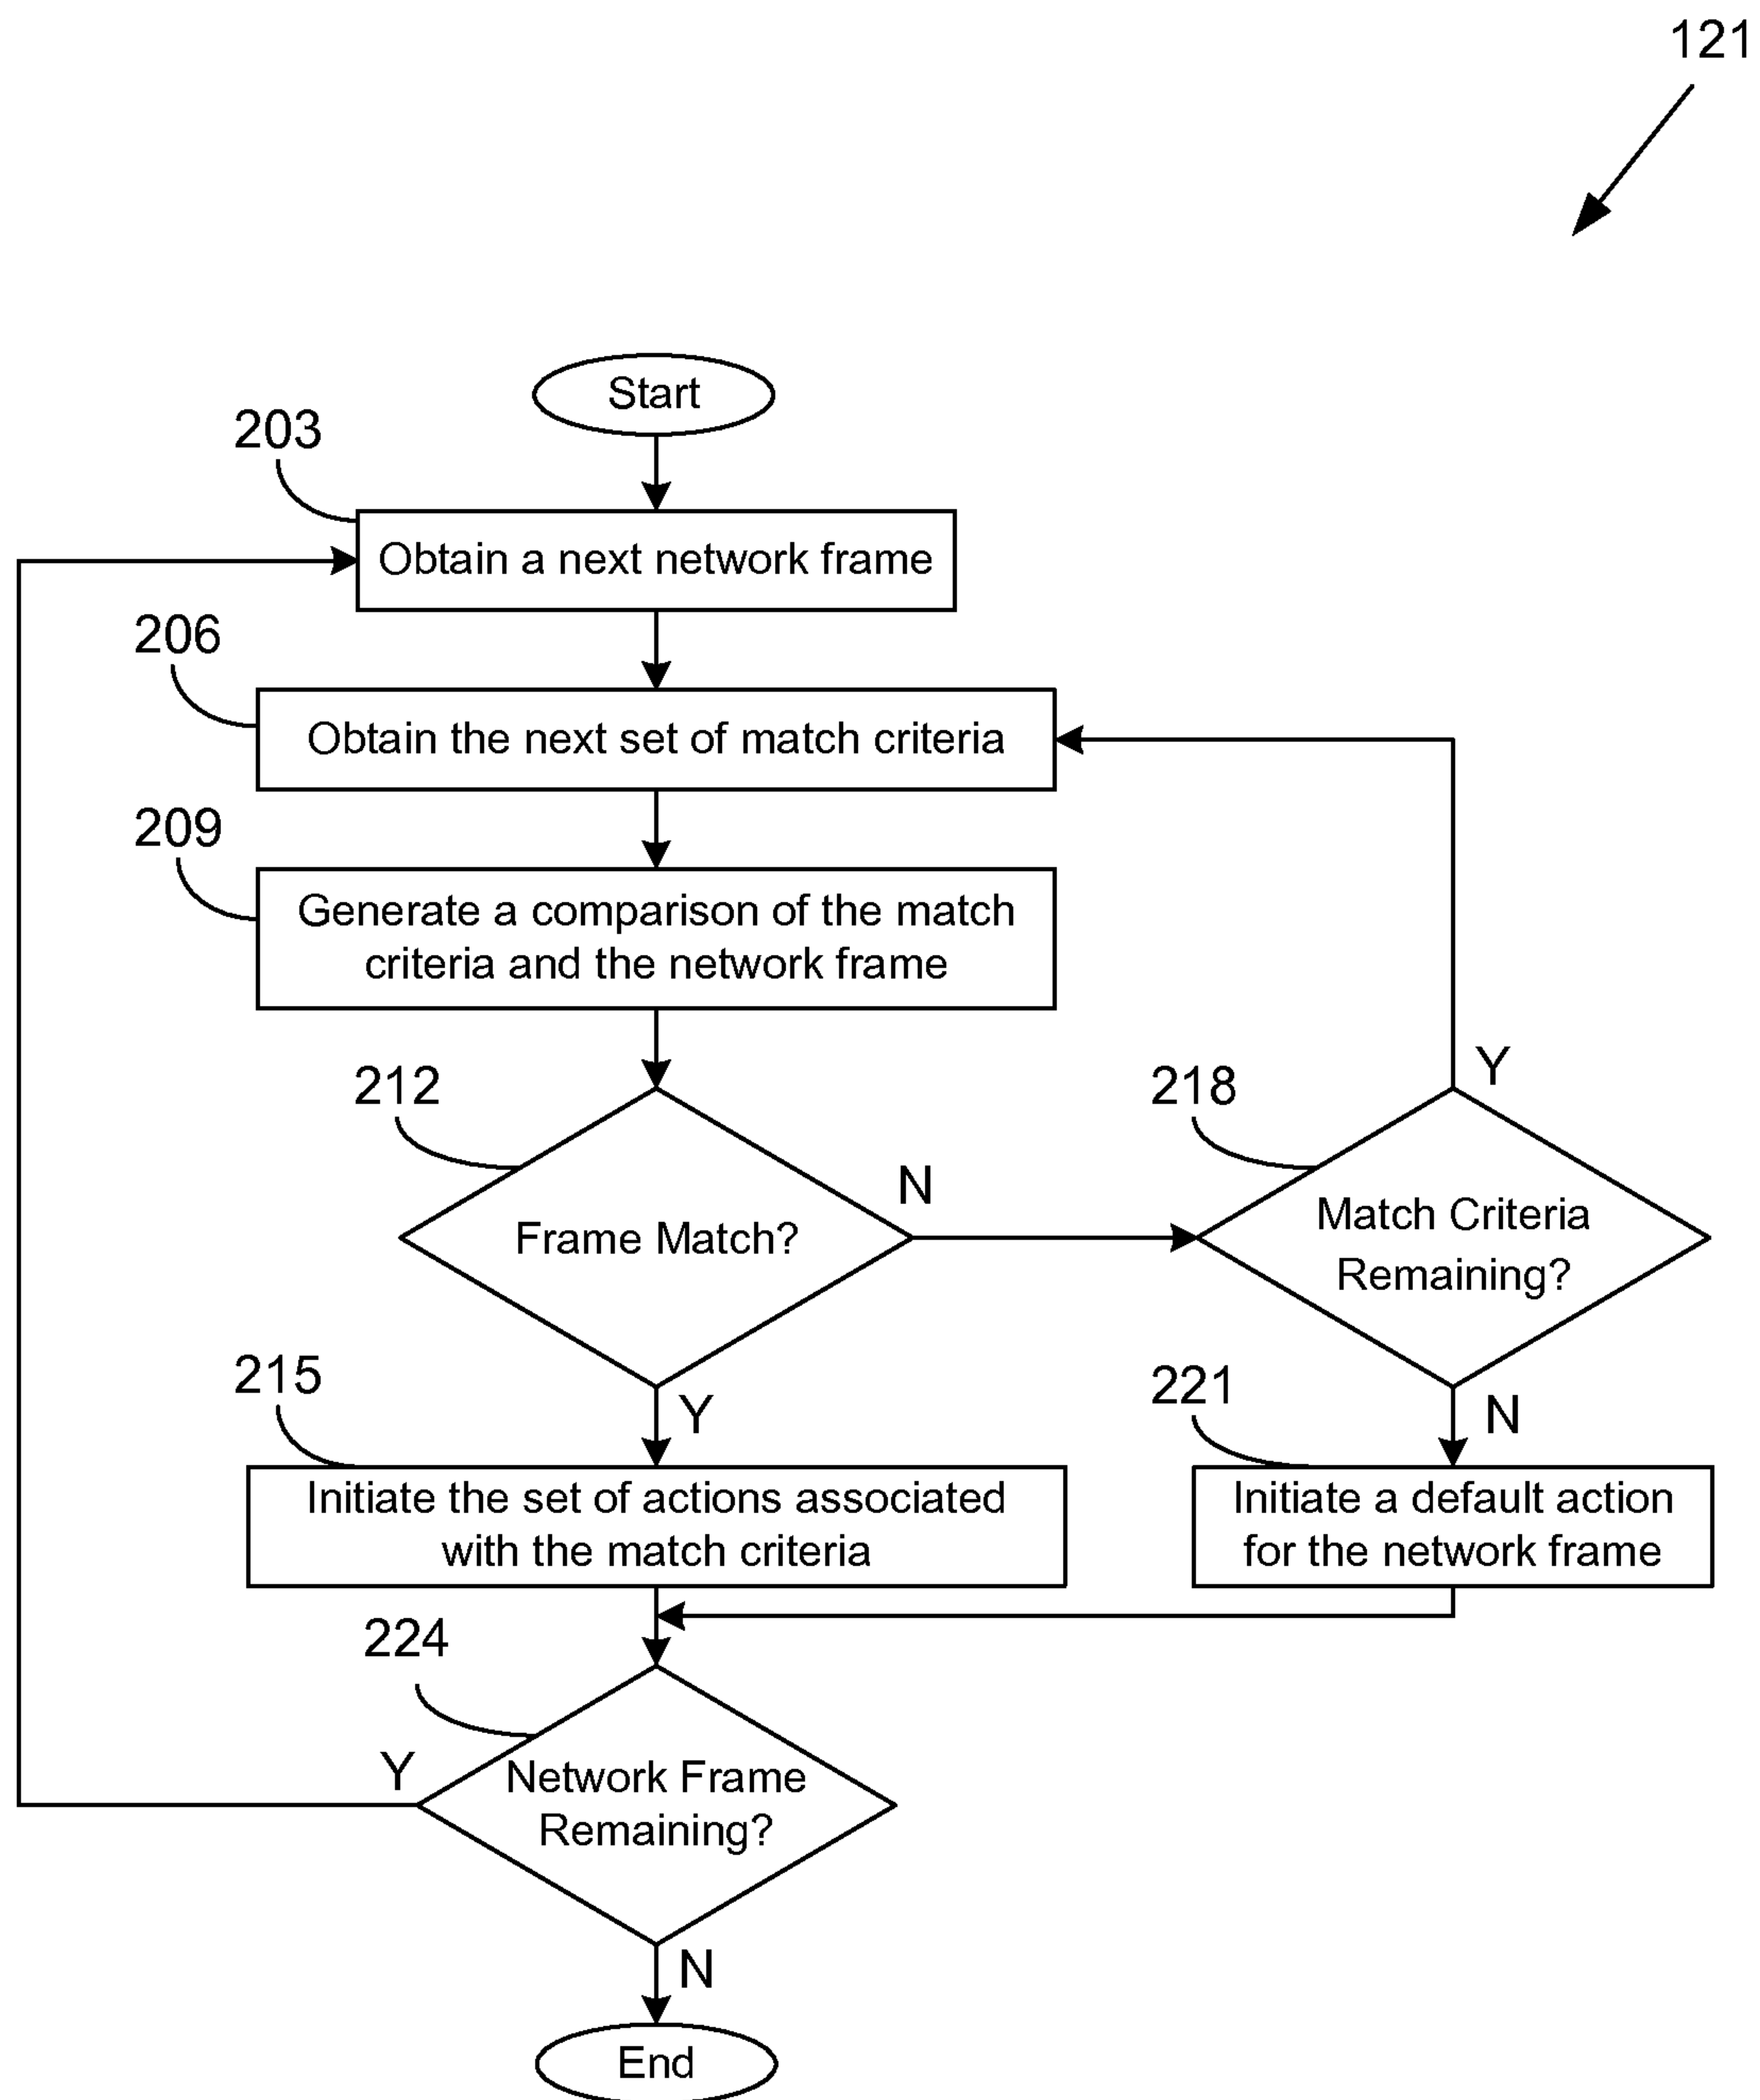 121
Start
203
Obtain a next network frame
206
Obtain the next set of match criteria
209
Generate a comparison of the match
criteria and the network frame
212
Frame Match?
N
218
Match Criteria
Remaining?
Y
Y
N
215
Initiate the set of actions associated
with the match criteria
221
Initiate a default action
for the network frame
224
Network Frame
Remaining?
Y
N
End